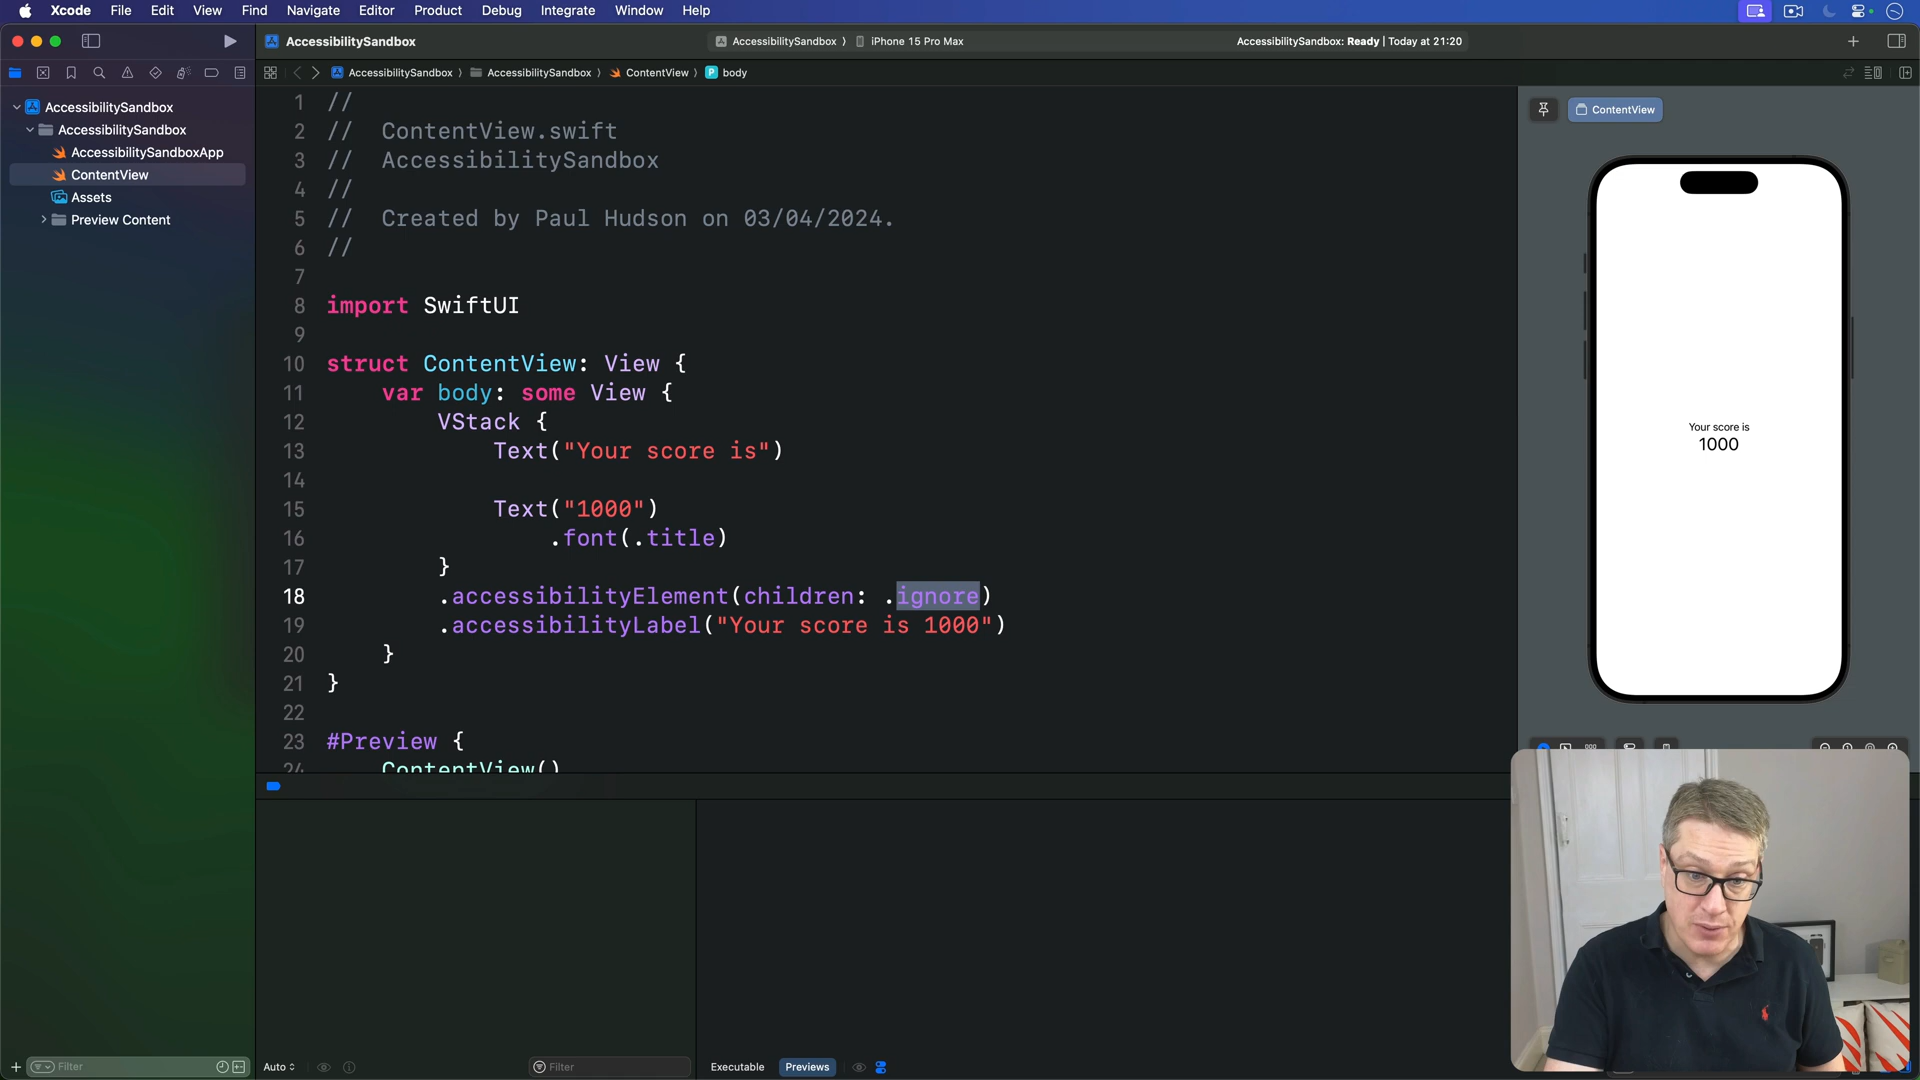 Xcode File Edit View Find Navigate Editor Product Debug Integrate Window Help
AccessibilitySandbox
AccessibilitySandbox 〉 iPhone 15 Pro Max
AccessibilitySandbox: Ready | Today at 21:20
AccessibilitySandbox 〉 AccessibilitySandbox 〉 ContentView 〉 P body
AccessibilitySandbox
AccessibilitySandbox
AccessibilitySandboxApp
ContentView
Assets
Preview Content
1 //
2 //  ContentView.swift
3 //  AccessibilitySandbox
4 //
5 //  Created by Paul Hudson on 03/04/2024.
6 //
7
8 import SwiftUI
9
10 struct ContentView: View {
11     var body: some View {
12         VStack {
13             Text("Your score is")
14
15             Text("1000")
16                 .font(.title)
17         }
18         .accessibilityElement(children: .ignore)
19         .accessibilityLabel("Your score is 1000")
20     }
21 }
22
23 #Preview {
24     ContentView()
ContentView
Your score is
1000
Filter
Auto
Filter
Executable Previews